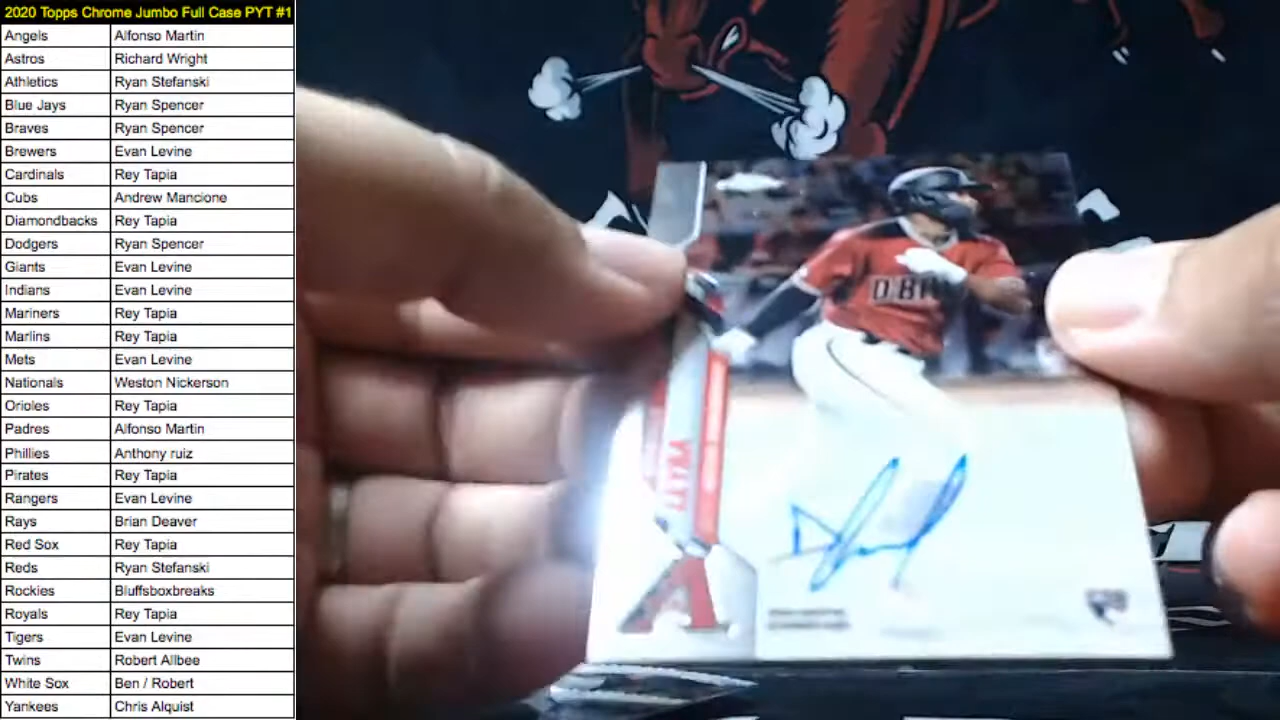 2020 Topps Chrome Jumbo Full Case PYT #1
Angels Alfonso Martin
Astros Richard Wright
Athletics Ryan Stefanski
Blue Jays Ryan Spencer
Braves Ryan Spencer
Brewers Evan Levine
Cardinals Rey Tapia
Cubs Andrew Mancione
Diamondbacks Rey Tapia
Dodgers Ryan Spencer
Giants Evan Levine
Indians Evan Levine
Mariners Rey Tapia
Marlins Rey Tapia
Mets Evan Levine
Nationals Weston Nickerson
Orioles Rey Tapia
Padres Alfonso Martin
Phillies Anthony ruiz
Pirates Rey Tapia
Rangers Evan Levine
Rays Brian Deaver
Red Sox Rey Tapia
Reds Ryan Stefanski
Rockies Bluffsboxbreaks
Royals Rey Tapia
Tigers Evan Levine
Twins Robert Allbee
White Sox Ben / Robert
Yankees Chris Alquist